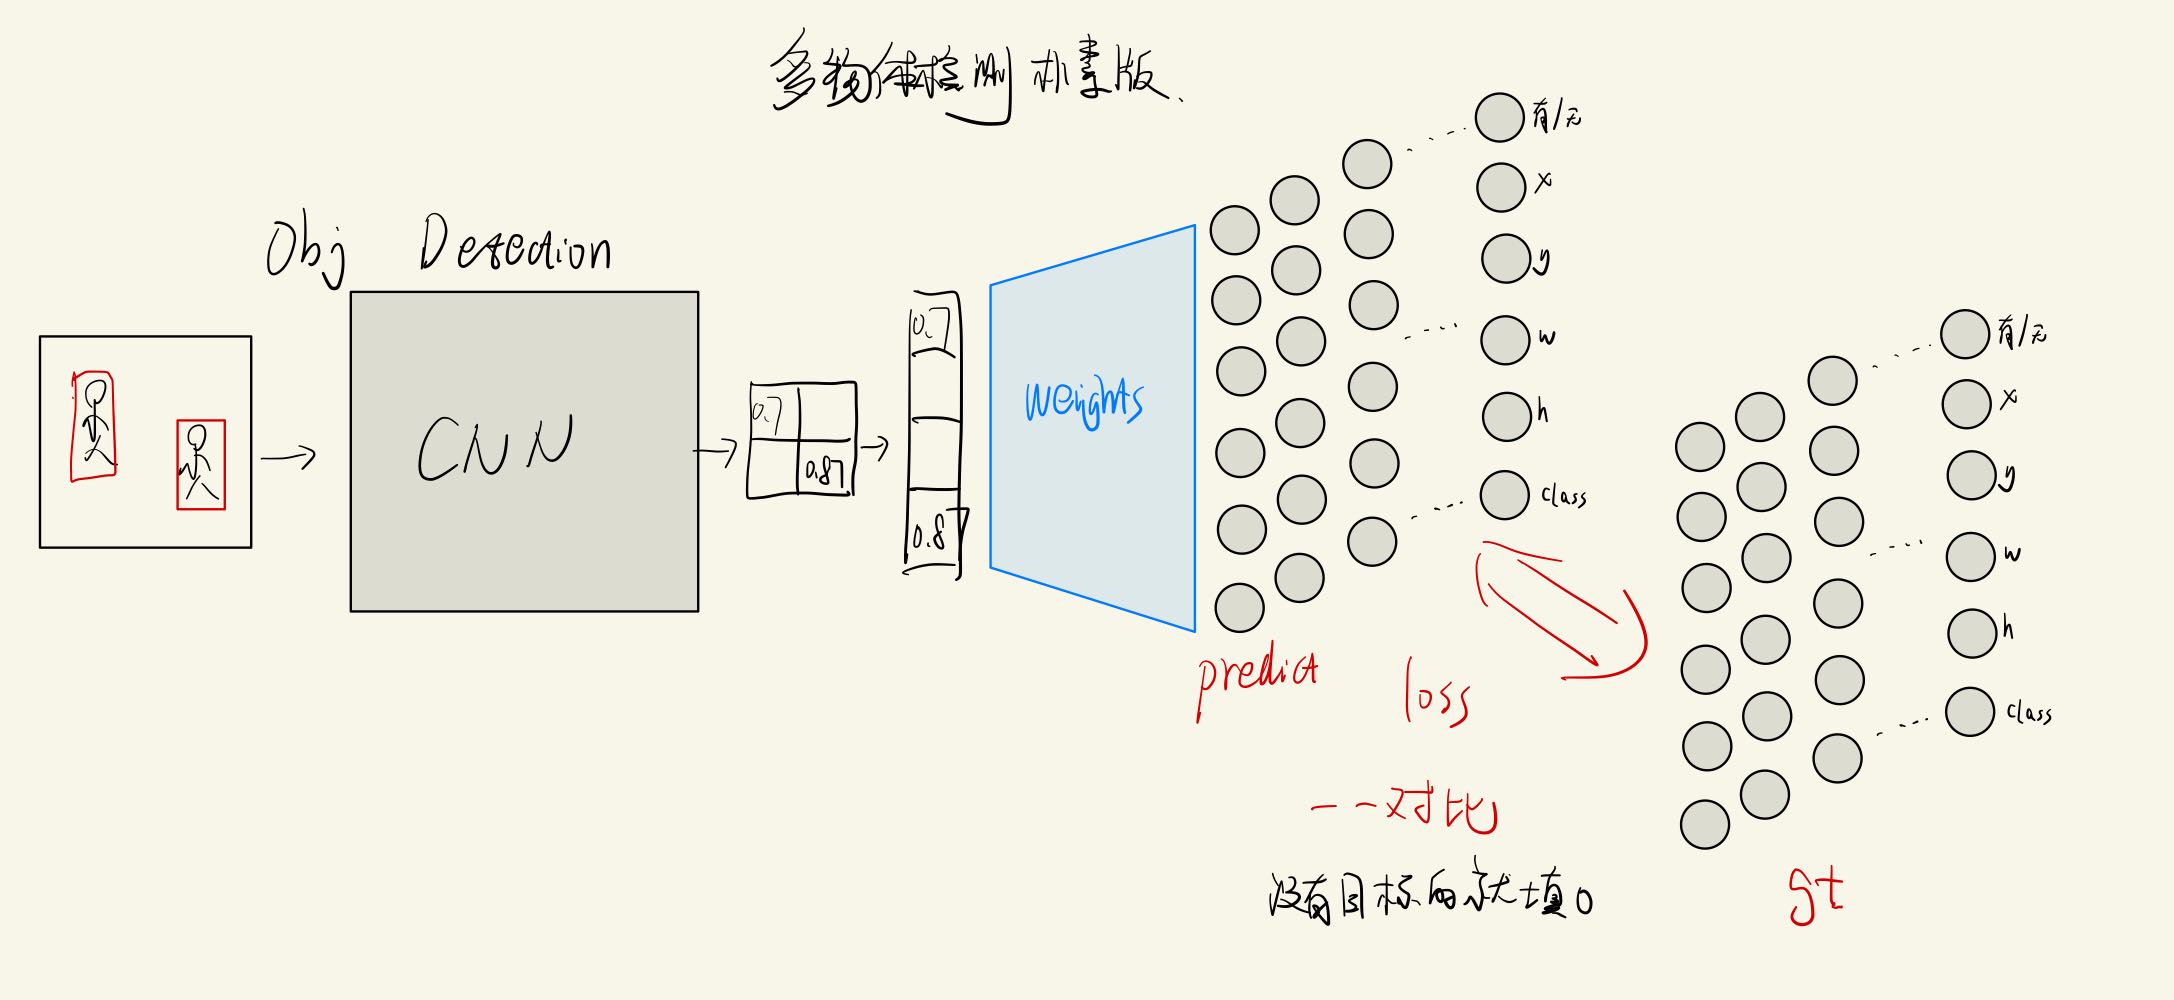 多物体检测 朴素版
Obj Detection
CNN
0.7
0.87
0.7
0.8
weights
有/无
x
y
w
h
class
predict
loss
一一对比
没有目标的就填0
有/无
x
y
w
h
class
gt